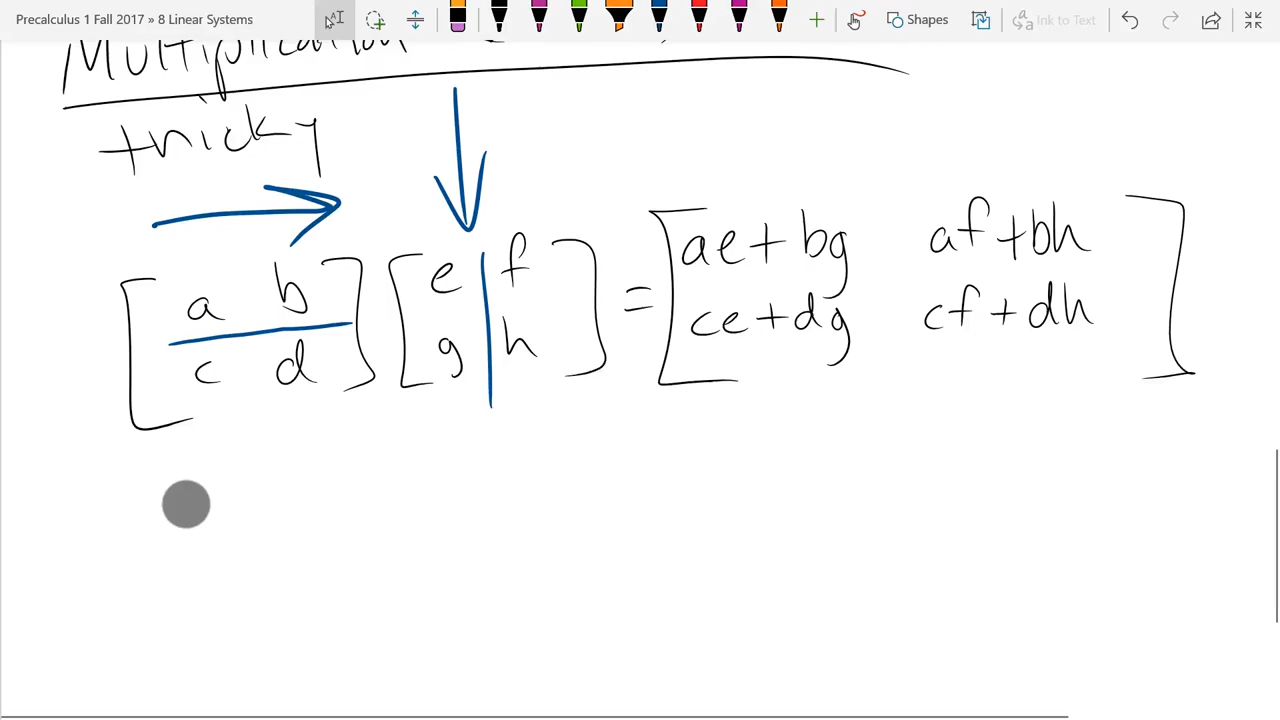 Precalculus 1 Fall 2017 » 8 Linear Systems
Shapes
Ink to Text
Multiplication
tricky
[a b] [e f] = [ae+bg af+bh]
[c d] [g h] [ce+dg cf+dh]